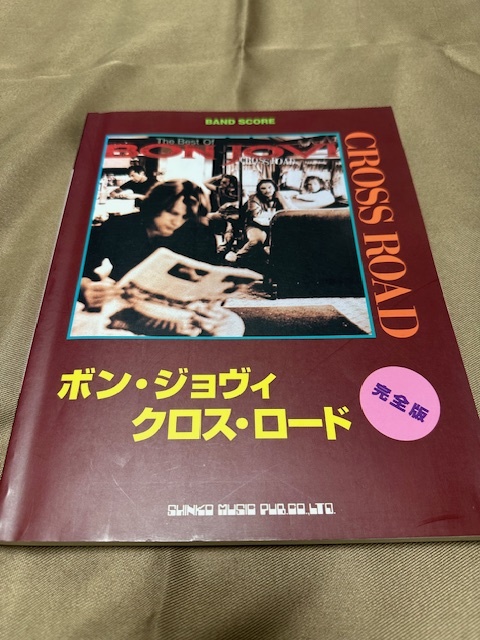 BAND SCORE
The Best Of
BON JOVI
CROSS ROAD
CROSS ROAD
ボン・ジョヴィ
クロス・ロード
完全版
SHINKO MUSIC PUB.CO.,LTD.